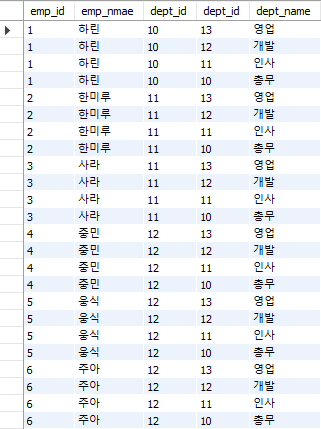 emp_id emp_nmae dept_id dept_id dept_name
1 하린 10 13 영업
1 하린 10 12 개발
1 하린 10 11 인사
1 하린 10 10 총무
2 한미루 11 13 영업
2 한미루 11 12 개발
2 한미루 11 11 인사
2 한미루 11 10 총무
3 사라 11 13 영업
3 사라 11 12 개발
3 사라 11 11 인사
3 사라 11 10 총무
4 중민 12 13 영업
4 중민 12 12 개발
4 중민 12 11 인사
4 중민 12 10 총무
5 웅식 12 13 영업
5 웅식 12 12 개발
5 웅식 12 11 인사
5 웅식 12 10 총무
6 주아 12 13 영업
6 주아 12 12 개발
6 주아 12 11 인사
6 주아 12 10 총무